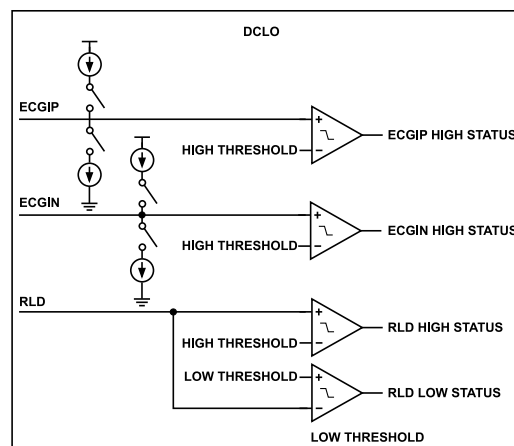 DCLO
ECGIP
ECGIP HIGH STATUS
HIGH THRESHOLD
ECGIN
ECGIN HIGH STATUS
HIGH THRESHOLD
RLD
RLD HIGH STATUS
HIGH THRESHOLD
LOW THRESHOLD
RLD LOW STATUS
LOW THRESHOLD